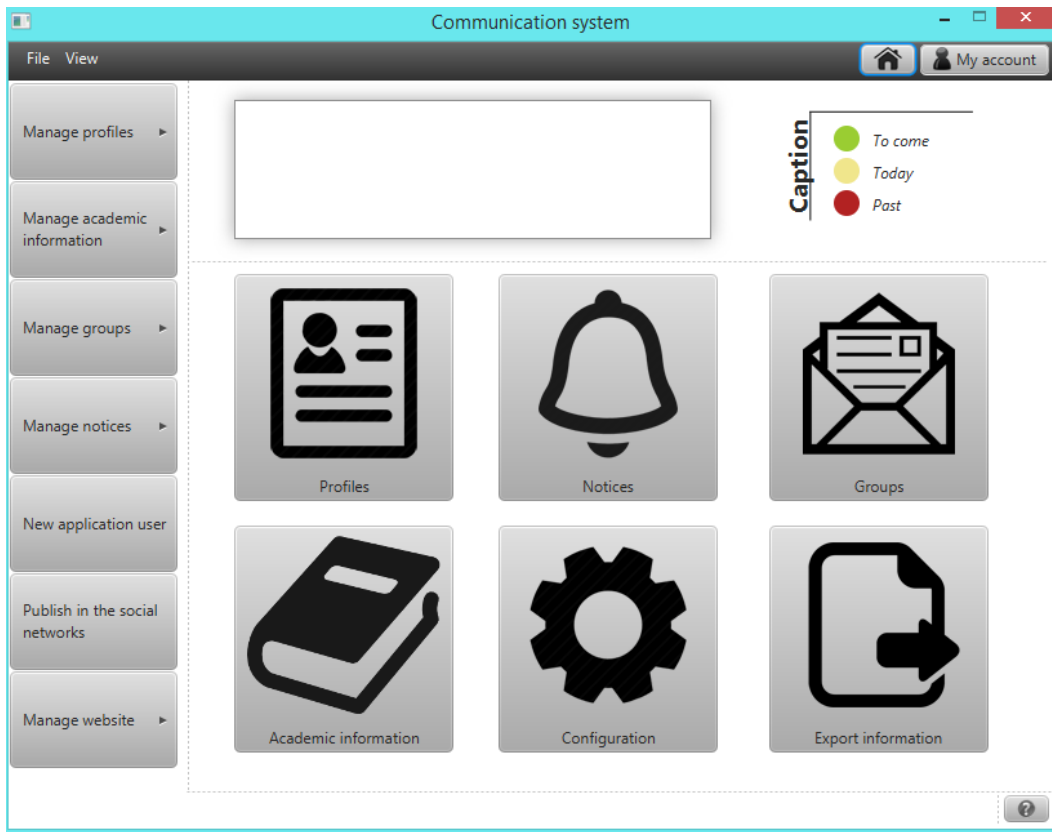 Communication system
File View
My account
Manage profiles
Manage academic
information
Manage groups
Manage notices
New application user
Publish in the social
networks
Manage website
Caption
To come
Today
Past
Profiles
Notices
Groups
Academic information
Configuration
Export information
?